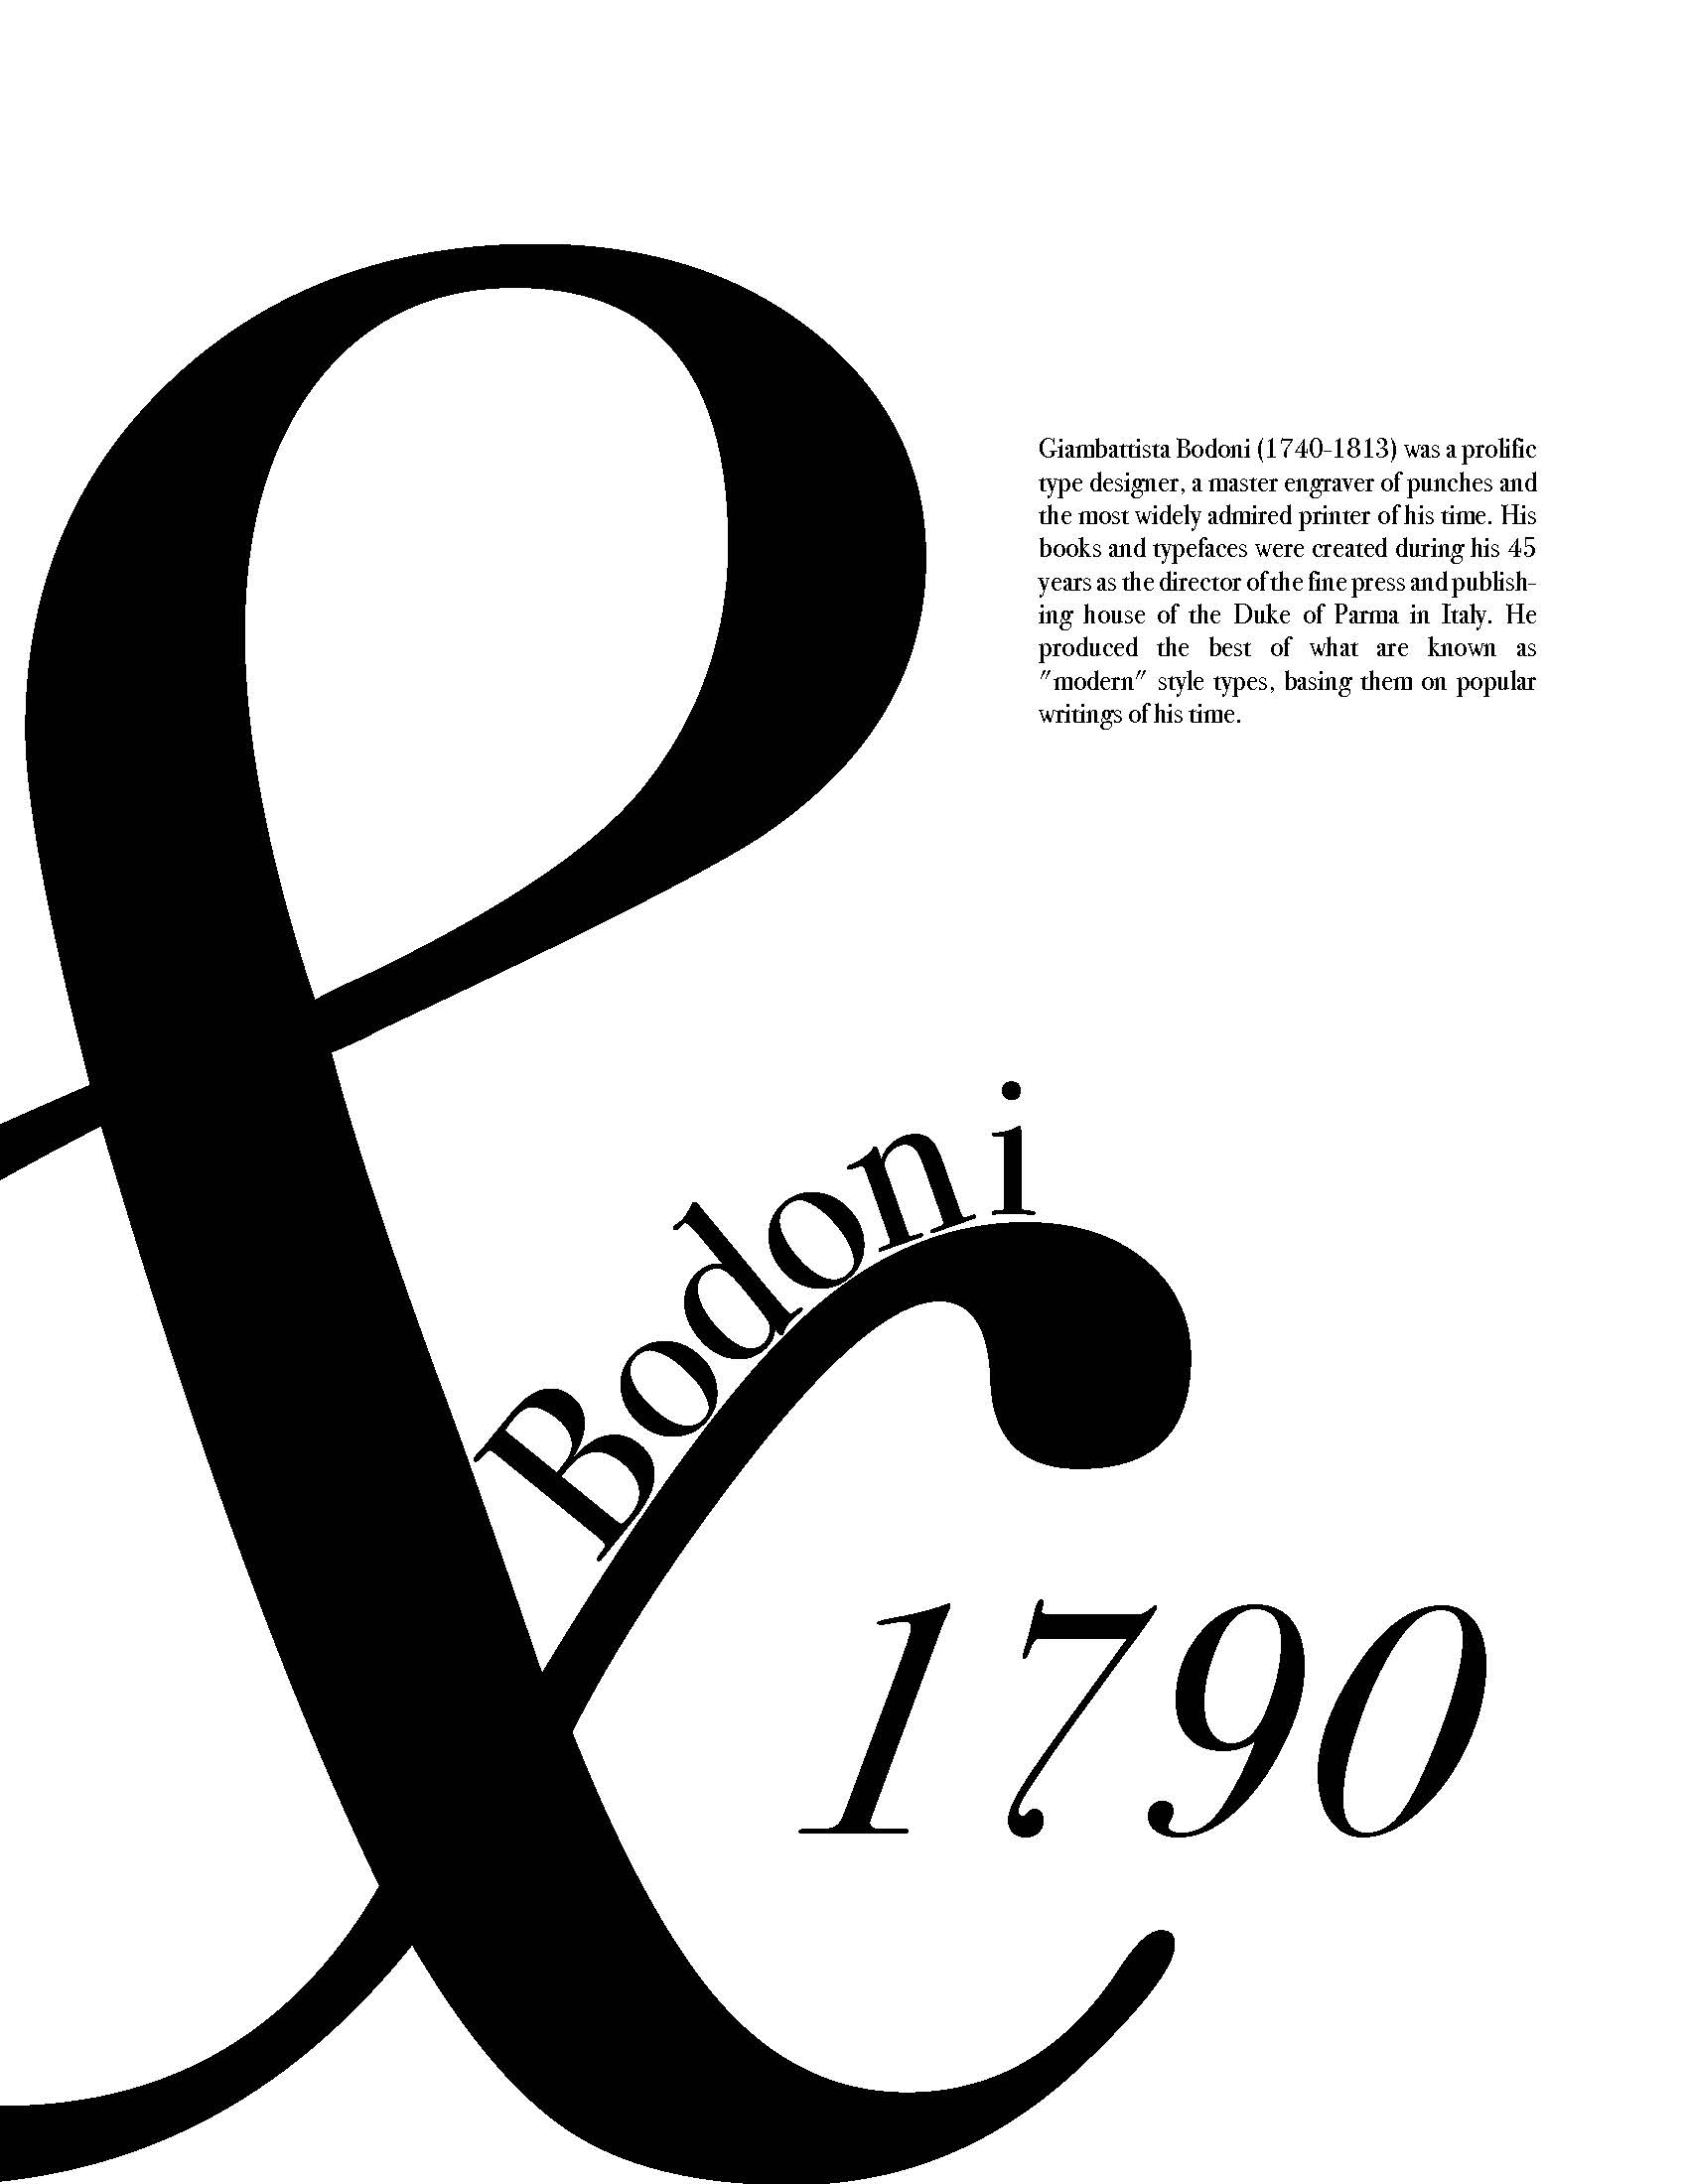 Giambattista Bodoni (1740-1813) was a prolific
type designer, a master engraver of punches and
the most widely admired printer of his time. His
books and typefaces were created during his 45
years as the director of the fine press and publish-
ing house of the Duke of Parma in Italy. He
produced the best of what are known as
"modern" style types, basing them on popular
writings of his time.
&
Bodoni
1790